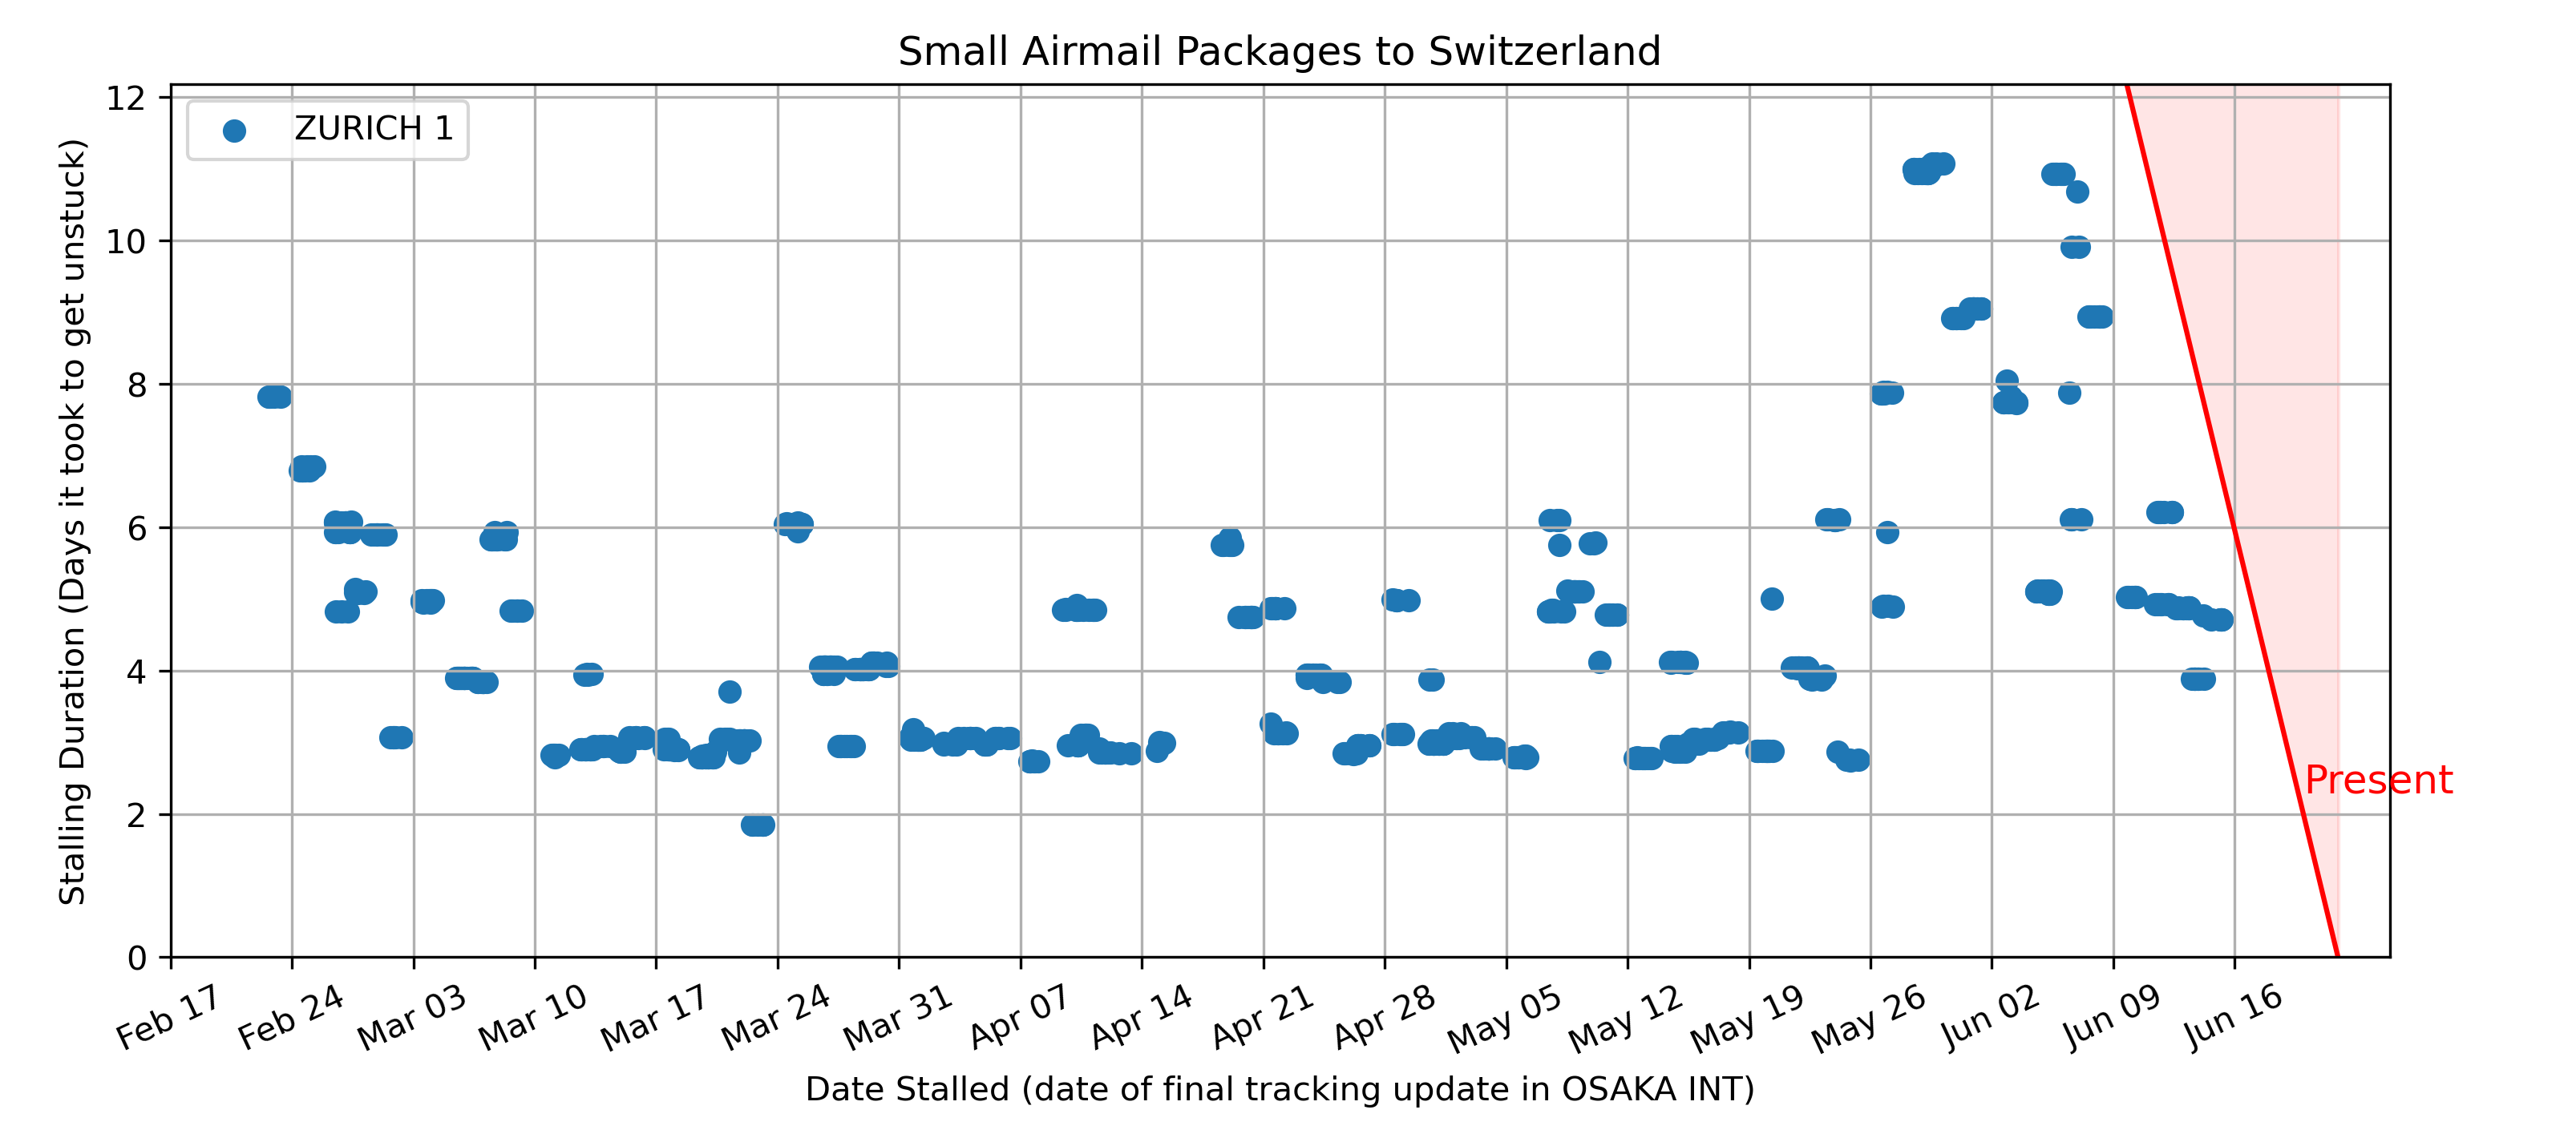 Small Airmail Packages to Switzerland
ZURICH 1
Stalling Duration (Days it took to get unstuck)
12
10
8
6
4
2
0
Present
Feb 17
Feb 24
Mar 03
Mar 10
Mar 17
Mar 24
Mar 31
Apr 07
Apr 14
Apr 21
Apr 28
May 05
May 12
May 19
May 26
Jun 02
Jun 09
Jun 16
Date Stalled (date of final tracking update in OSAKA INT)